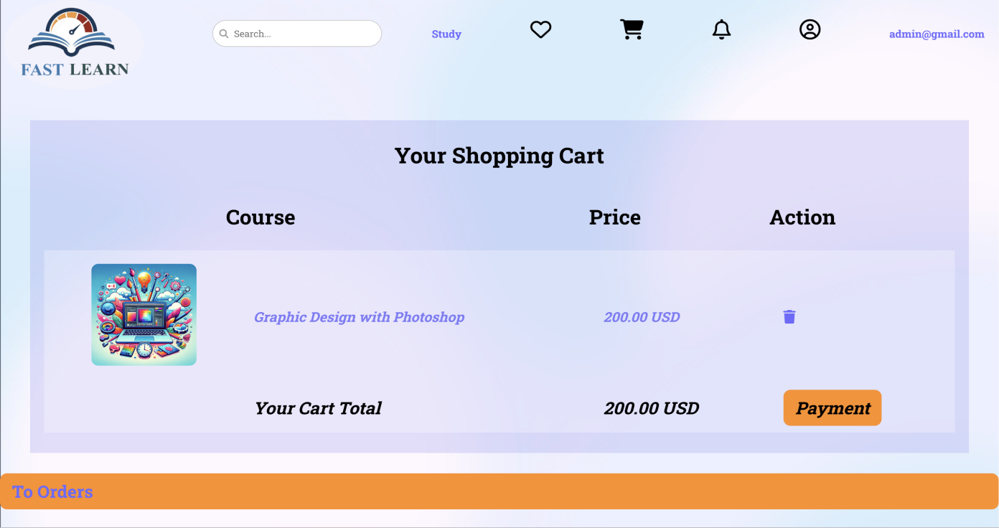 FAST LEARN
Search...
Study
admin@gmail.com
Your Shopping Cart
Course Price Action
Graphic Design with Photoshop 200.00 USD
Your Cart Total 200.00 USD Payment
To Orders